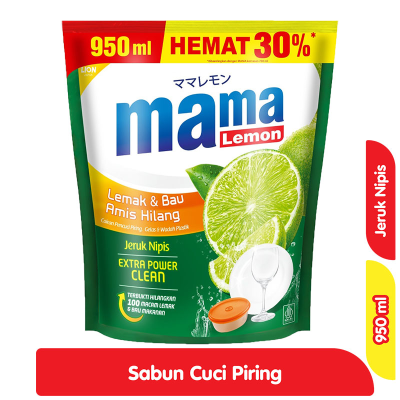 950 ml
HEMAT 30%*
LION
ママレモン
mama
Lemon
Lemak & Bau
Amis Hilang
Jeruk Nipis
EXTRA POWER
CLEAN
TERBUKTI HILANGKAN
100 MACAM LEMAK
& BAU MAKANAN
Jeruk Nipis
950 ml
Sabun Cuci Piring